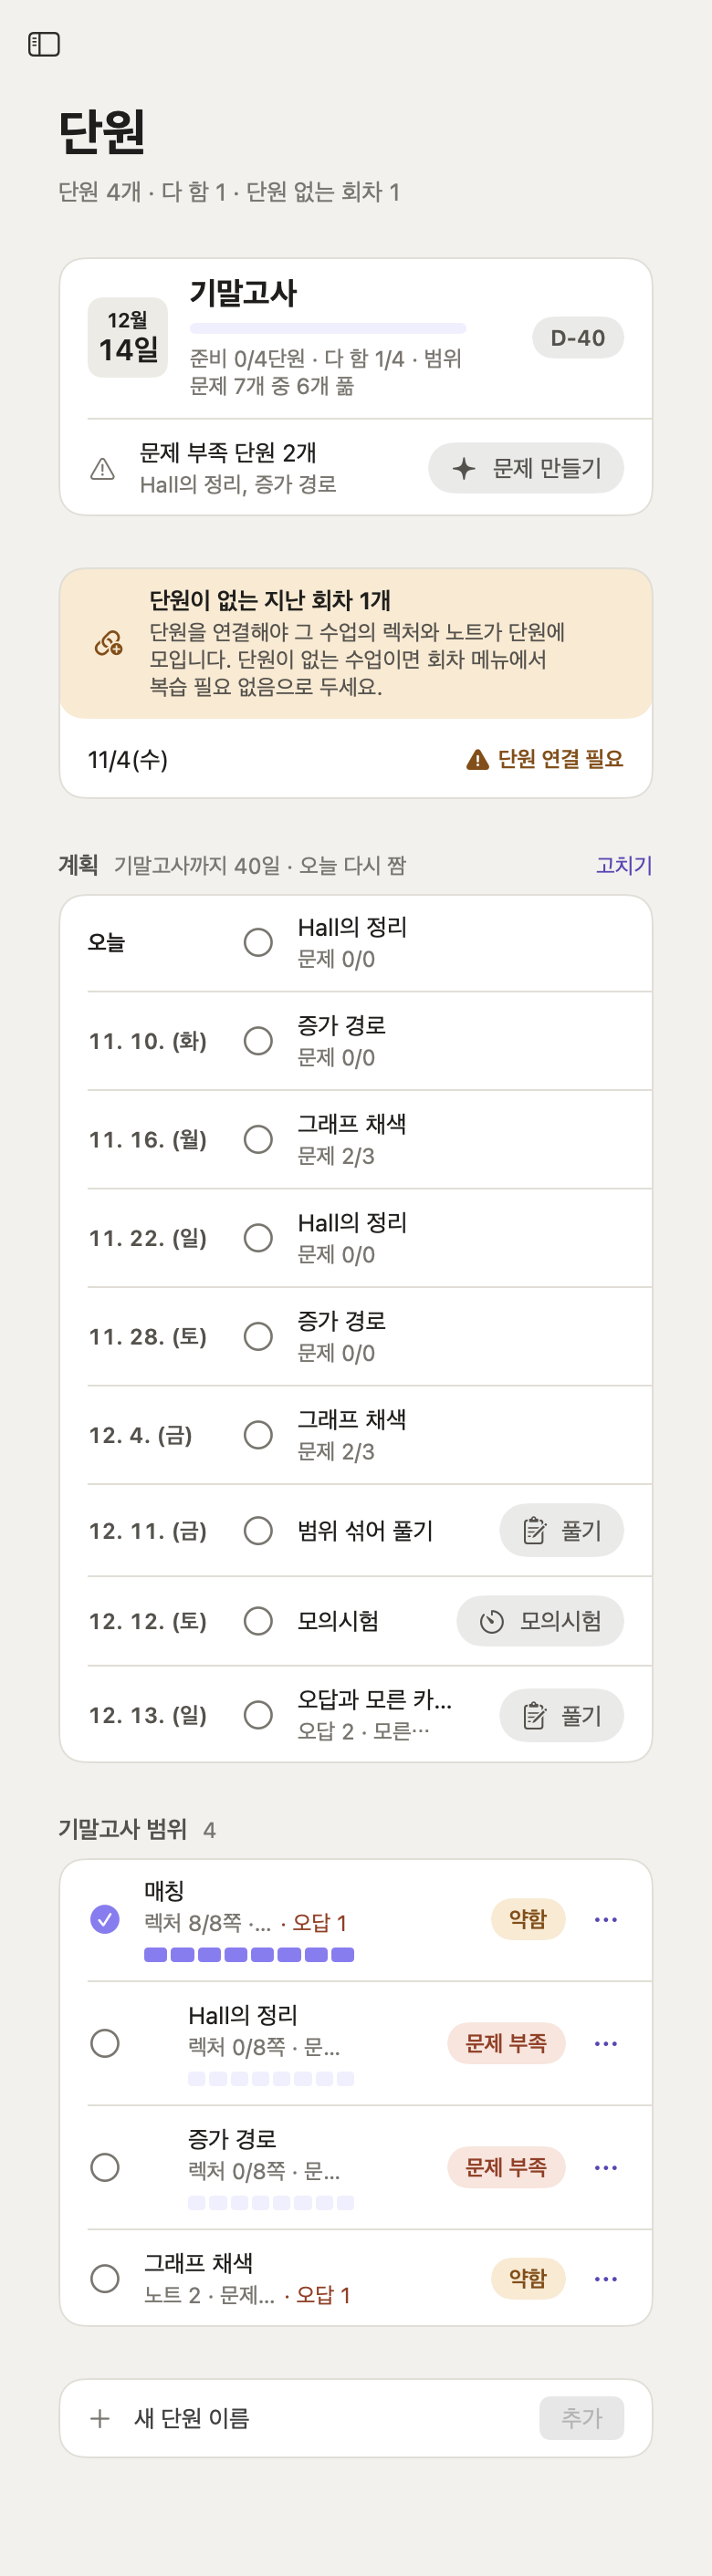 단원
단원 4개 · 다 함 1 · 단원 없는 회차 1
12월
14일
기말고사
준비 0/4단원 · 다 함 1/4 · 범위
문제 7개 중 6개 풂
D-40
문제 부족 단원 2개
Hall의 정리, 증가 경로
문제 만들기
단원이 없는 지난 회차 1개
단원을 연결해야 그 수업의 렉처와 노트가 단원에
모입니다. 단원이 없는 수업이면 회차 메뉴에서
복습 필요 없음으로 두세요.
11/4(수)
단원 연결 필요
계획 기말고사까지 40일 · 오늘 다시 짬
고치기
오늘
Hall의 정리
문제 0/0
11. 10. (화)
증가 경로
문제 0/0
11. 16. (월)
그래프 채색
문제 2/3
11. 22. (일)
Hall의 정리
문제 0/0
11. 28. (토)
증가 경로
문제 0/0
12. 4. (금)
그래프 채색
문제 2/3
12. 11. (금)
범위 섞어 풀기
풀기
12. 12. (토)
모의시험
모의시험
12. 13. (일)
오답과 모른 카...
오답 2 · 모른...
풀기
기말고사 범위 4
매칭
렉처 8/8쪽 ·... · 오답 1
약함
Hall의 정리
렉처 0/8쪽 · 문...
문제 부족
증가 경로
렉처 0/8쪽 · 문...
문제 부족
그래프 채색
노트 2 · 문제... · 오답 1
약함
새 단원 이름
추가